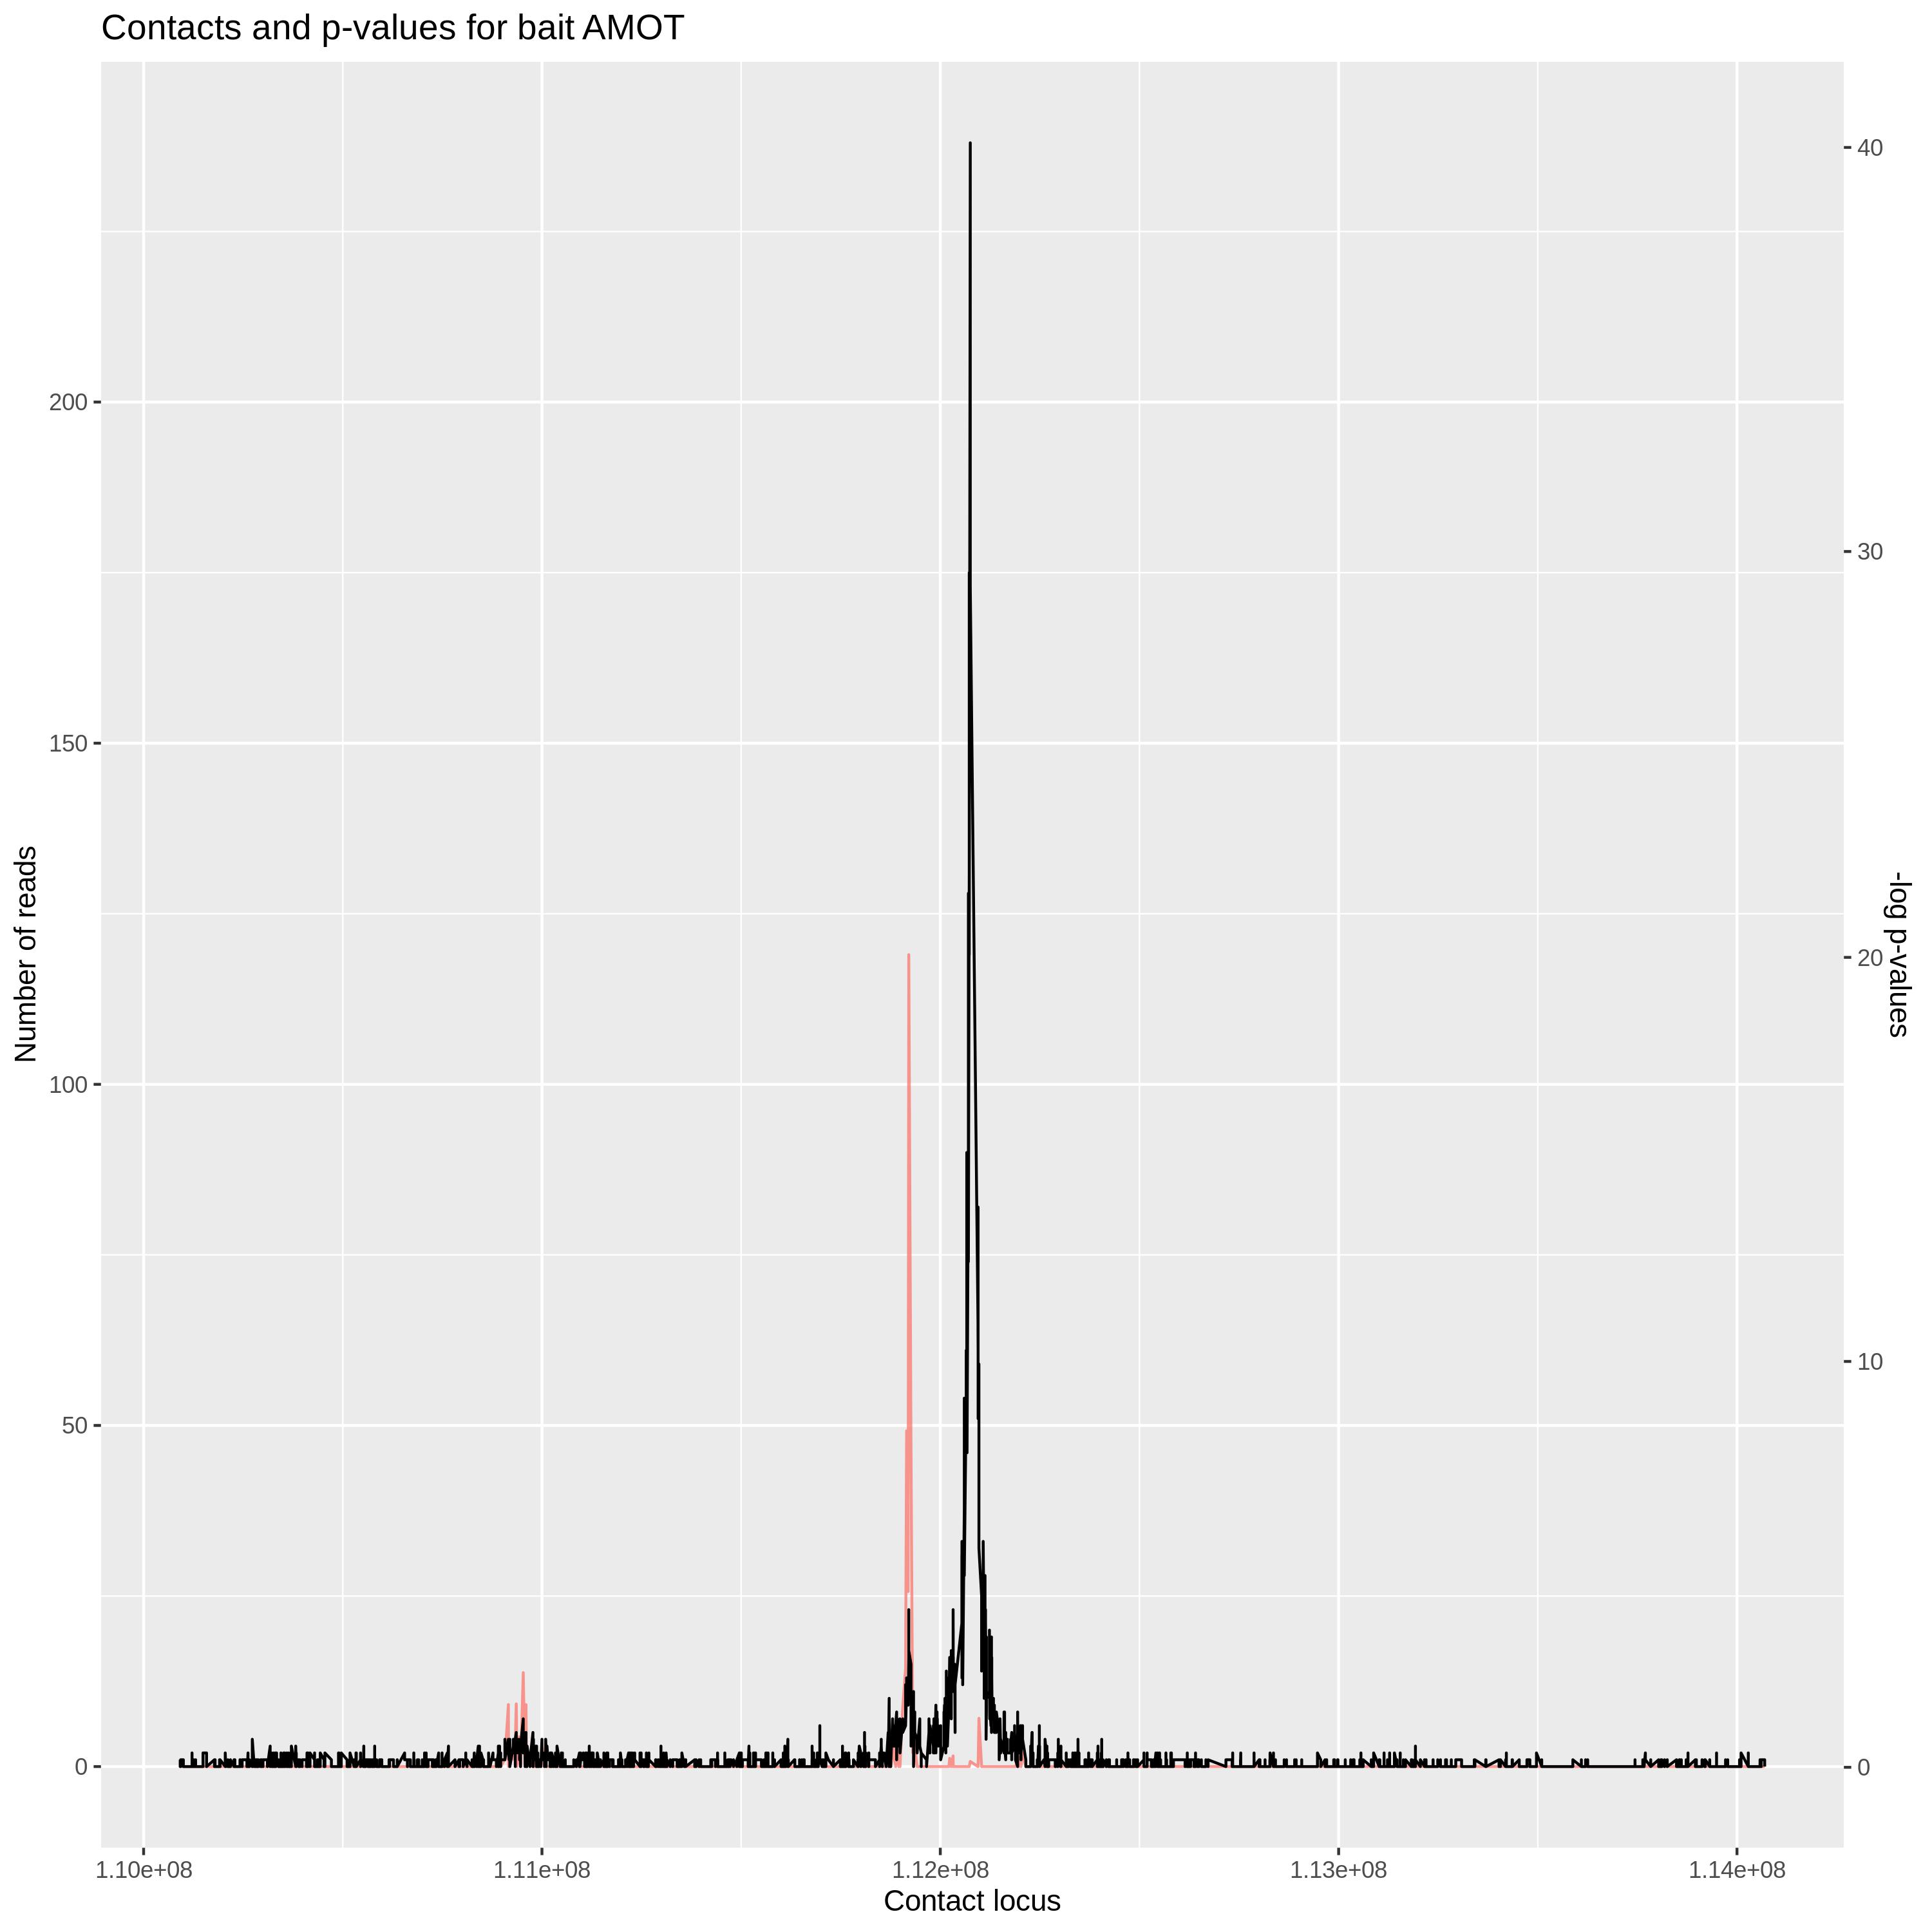 Contacts and p-values for bait AMOT
Number of reads
200
150
100
50
0
40
30
20
10
0
-log p-values
1.10e+08 1.11e+08 1.12e+08 1.13e+08 1.14e+08
Contact locus